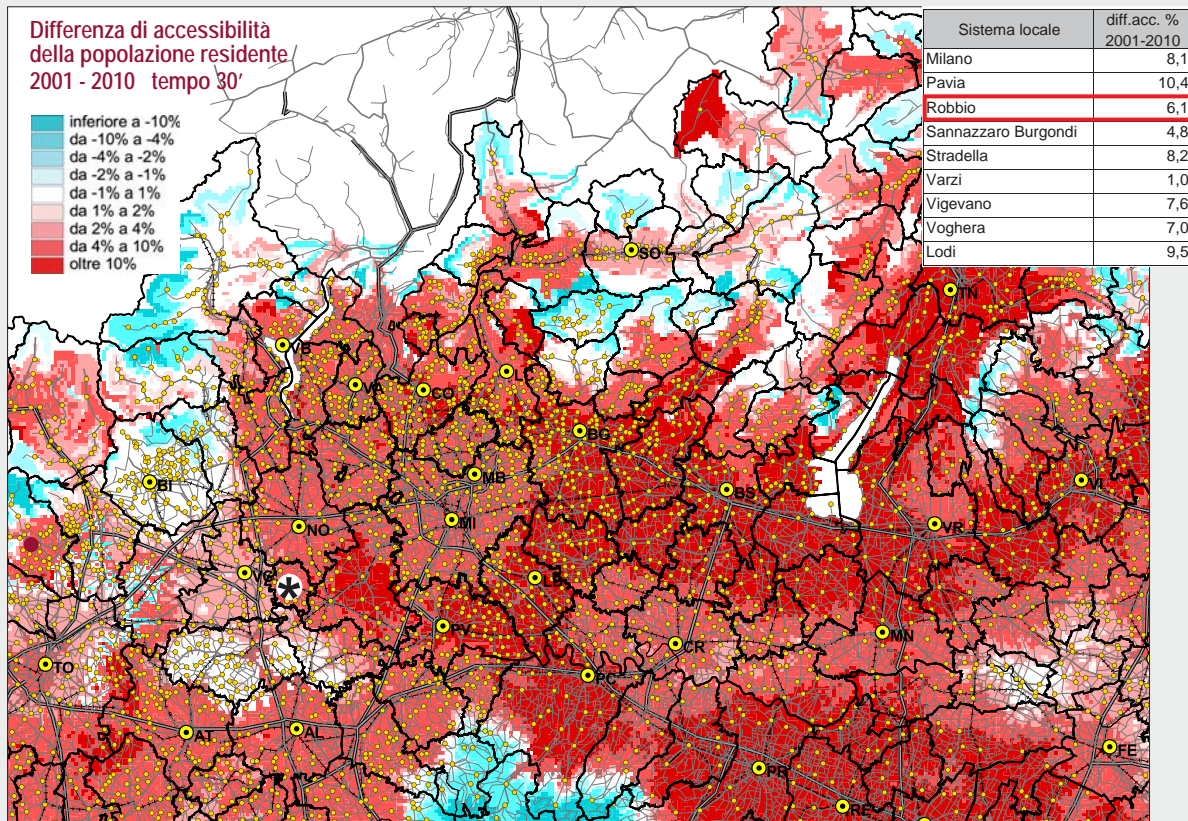 Differenza di accessibilità
della popolazione residente
2001 - 2010 tempo 30'
inferiore a -10%
da -10% a -4%
da -4% a -2%
da -2% a -1%
da -1% a 1%
da 1% a 2%
da 2% a 4%
da 4% a 10%
oltre 10%
Sistema locale diff.acc. % 2001-2010
Milano 8,1
Pavia 10,4
Robbio 6,1
Sannazzaro Burgondi 4,8
Stradella 8,2
Varzi 1,0
Vigevano 7,6
Voghera 7,0
Lodi 9,5
SO
TN
VB
VA
CO
BG
BI
MB
BS
VI
MI
NO
VR
VC
*
PV
MN
CR
TO
PC
AT
AL
FE
PR
RE